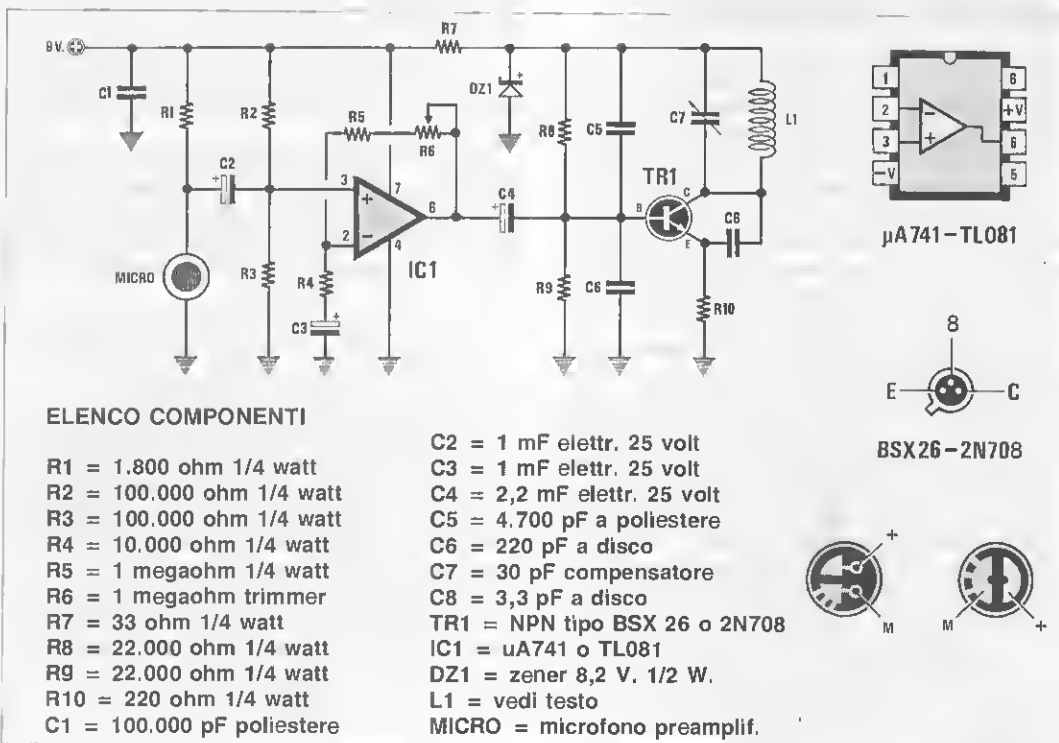 9V.
R7
C1
R1
R2
R5
R6
DZ1
R8
C5
C7
L1
C2
3
7
6
2
4
IC1
C4
TR1
B
C
E
C6
MICRO
R3
R4
C3
R9
C6
R10
1
2
3
-V
8
+V
6
5
- 
+
µA741-TL081
8
E
C
BSX26-2N708
M
+
M
+
ELENCO COMPONENTI
R1 = 1.800 ohm 1/4 watt
R2 = 100.000 ohm 1/4 watt
R3 = 100.000 ohm 1/4 watt
R4 = 10.000 ohm 1/4 watt
R5 = 1 megaohm 1/4 watt
R6 = 1 megaohm trimmer
R7 = 33 ohm 1/4 watt
R8 = 22.000 ohm 1/4 watt
R9 = 22.000 ohm 1/4 watt
R10 = 220 ohm 1/4 watt
C1 = 100.000 pF poliestere
C2 = 1 mF elettr. 25 volt
C3 = 1 mF elettr. 25 volt
C4 = 2,2 mF elettr. 25 volt
C5 = 4.700 pF a poliestere
C6 = 220 pF a disco
C7 = 30 pF compensatore
C8 = 3,3 pF a disco
TR1 = NPN tipo BSX 26 o 2N708
IC1 = uA741 o TL081
DZ1 = zener 8,2 V. 1/2 W.
L1 = vedi testo
MICRO = microfono preamplif.